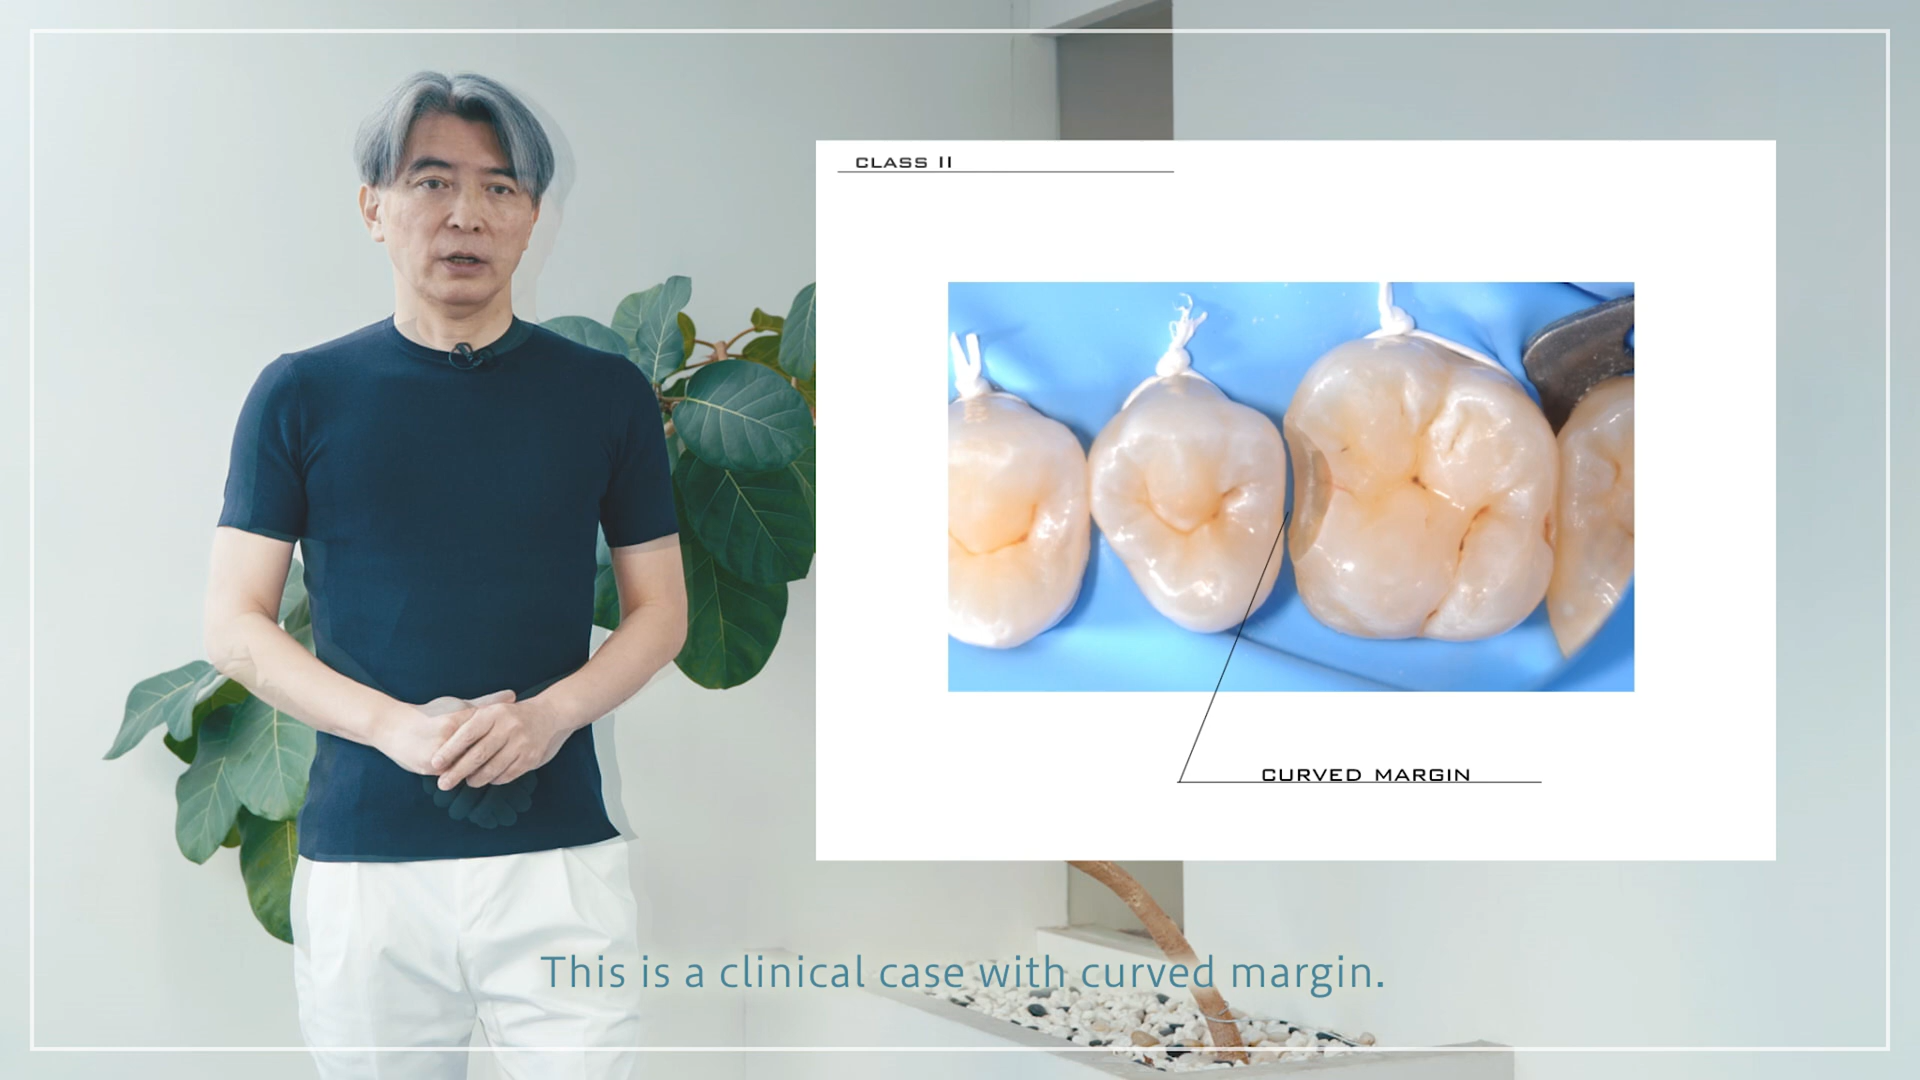 CLASS II
CURVED MARGIN
This is a clinical case with curved margin.